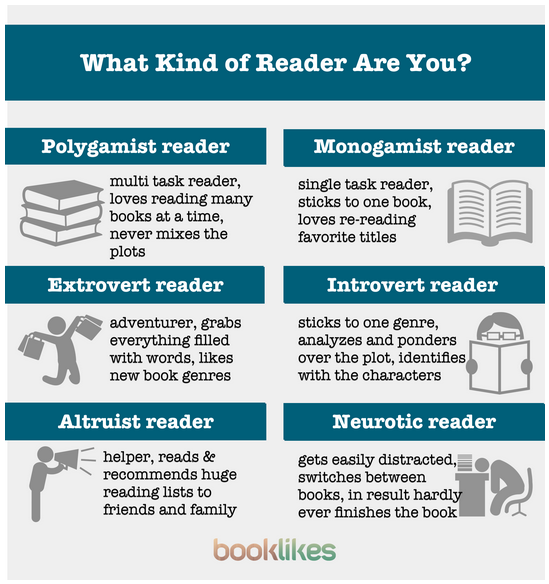 What Kind of Reader Are You?
Polygamist reader
multi task reader,
loves reading many
books at a time,
never mixes the
plots
Monogamist reader
single task reader,
sticks to one book,
loves re-reading
favorite titles
Extrovert reader
adventurer, grabs
everything filled
with words, likes
new book genres
Introvert reader
sticks to one genre,
analyzes and ponders
over the plot, identifies
with the characters
Altruist reader
helper, reads &
recommends huge
reading lists to
friends and family
Neurotic reader
gets easily distracted,
switches between
books, in result hardly
ever finishes the book
booklikes